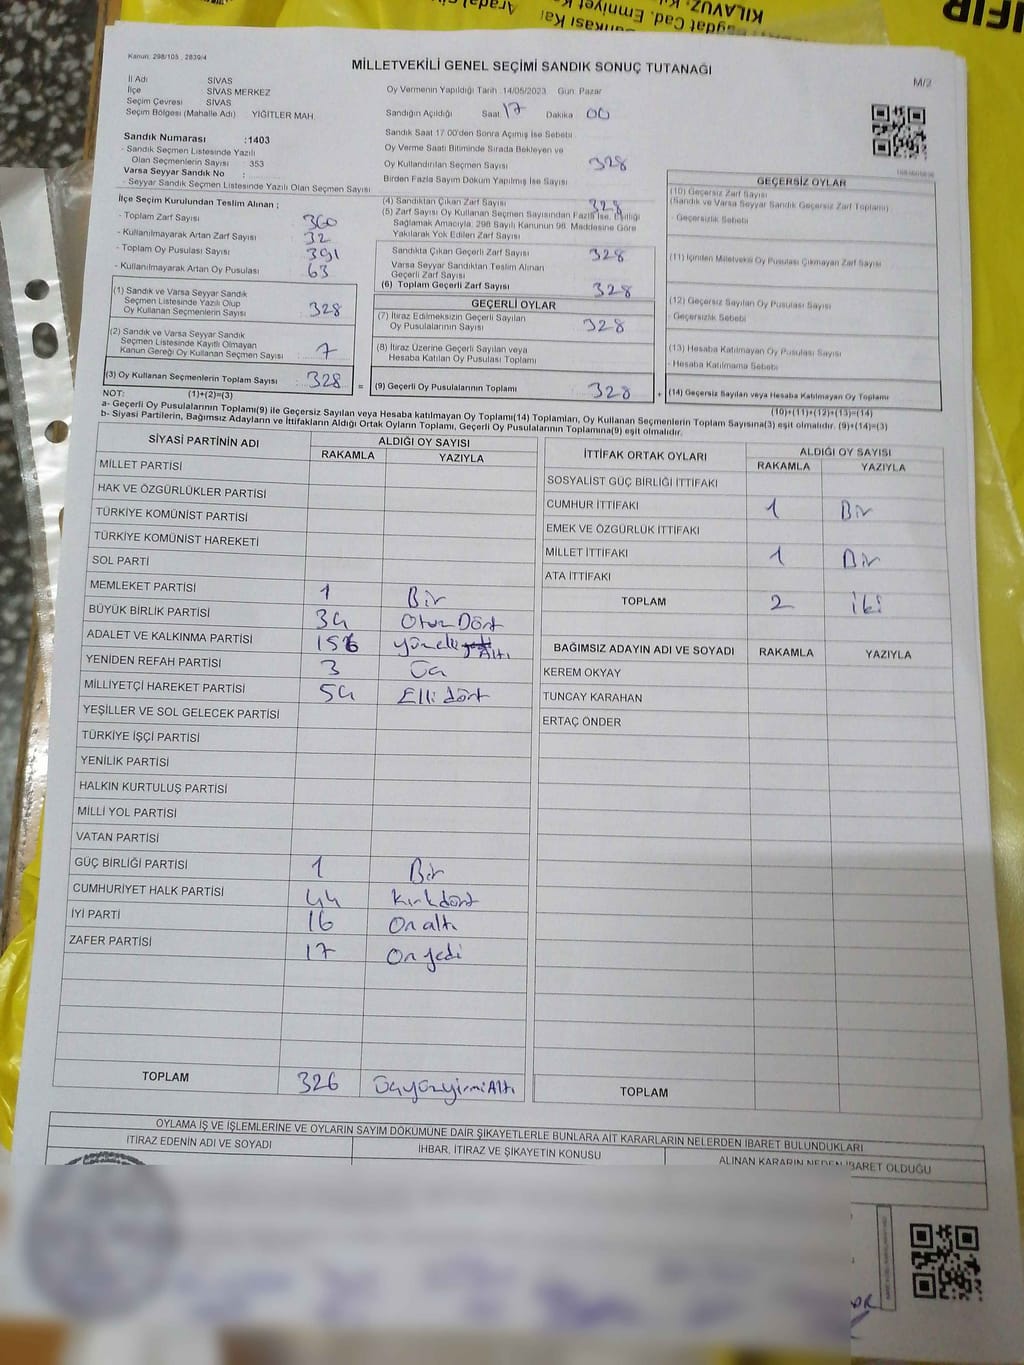 KILAVUZ,
Kanun: 298/105 , 2839/4
MİLLETVEKİLİ GENEL SEÇİMİ SANDIK SONUÇ TUTANAĞI
M/2
İl Adı SİVAS
İlçe SİVAS MERKEZ
Seçim Çevresi SİVAS
Seçim Bölgesi (Mahalle Adı) YİĞİTLER MAH.
Oy Vermenin Yapıldığı Tarih : 14/05/2023 Gün: Pazar
Sandığın Açıldığı Saat 17 Dakika 00
Sandık Saat 17:00'den Sonra Açımış İse Sebebi
Oy Verme Saati Bitiminde Sırada Bekleyen ve
Oy Kullandırılan Seçmen Sayısı 328
Birden Fazla Sayım Döküm Yapılmış İse Sayısı
Sandık Numarası :1403
- Sandık Seçmen Listesinde Yazılı
Olan Seçmenlerin Sayısı : 353
Varsa Seyyar Sandık No :
- Seyyar Sandık Seçmen Listesinde Yazılı Olan Seçmen Sayısı
İlçe Seçim Kurulundan Teslim Alınan ;
- Toplam Zarf Sayısı 360
- Kullanılmayarak Artan Zarf Sayısı 32
- Toplam Oy Pusulası Sayısı 391
- Kullanılmayarak Artan Oy Pusulası 63
(1) Sandık ve Varsa Seyyar Sandık
Seçmen Listesinde Yazılı Olup
Oy Kullanan Seçmenlerin Sayısı 328
(2) Sandık ve Varsa Seyyar Sandık
Listesinde Kayıtlı Olmayan
Kanun Gereği Oy Kullanan Seçmen Sayısı 7
(3) Oy Kullanan Seçmenlerin Toplam Sayısı 328 =
(4) Sandıktan Çıkan Zarf Sayısı 328
(5) Zarf Sayısı Oy Kullanan Seçmen Sayısından Fazla İse, Eşitliği
Sağlamak Amacıyla, 298 Sayılı Kanunun 98. Maddesine Göre
Yakılarak Yok Edilen Zarf Sayısı
Sandıkta Çıkan Geçerli Zarf Sayısı 328
Varsa Seyyar Sandıktan Teslim Alınan
Geçerli Zarf Sayısı
(6) Toplam Geçerli Zarf Sayısı 328
GEÇERLİ OYLAR
(7) İtiraz Edilmeksizin Geçerli Sayılan
Oy Pusulalarının Sayısı 328
(8) İtiraz Üzerine Geçerli Sayılan veya
Hesaba Katılan Oy Pusulası Toplamı
(9) Geçerli Oy Pusulalarının Toplamı 328 +
GEÇERSİZ OYLAR
(10) Geçersiz Zarf Sayısı
(Sandık ve Varsa Seyyar Sandık Geçersiz Zarf Toplamı)
- Geçersizlik Sebebi
(11) İçinden Milletvekili Oy Pusulası Çıkmayan Zarf Sayısı
(12) Geçersiz Sayılan Oy Pusulası Sayısı
- Geçersizlik Sebebi
(13) Hesaba Katılmayan Oy Pusulası Sayısı
- Hesaba Katılmama Sebebi
(14) Geçersiz Sayılan veya Hesaba Katılmayan Oy Toplamı
NOT: (1)+(2)=(3) (10)+(11)+(12)+(13)=(14)
a- Geçerli Oy Pusulalarının Toplamı(9) ile Geçersiz Sayılan veya Hesaba katılmayan Oy Toplamı(14) Toplamları, Oy Kullanan Seçmenlerin Toplam Sayısına(3) eşit olmalıdır. (9)+(14)=(3)
b- Siyasi Partilerin, Bağımsız Adayların ve İttifakların Aldığı Ortak Oyların Toplamı, Geçerli Oy Pusulalarının Toplamına(9) eşit olmalıdır.
SİYASİ PARTİNİN ADI ALDIĞI OY SAYISI
RAKAMLA YAZIYLA
MİLLET PARTİSİ
HAK VE ÖZGÜRLÜKLER PARTİSİ
TÜRKİYE KOMÜNİST PARTİSİ
TÜRKİYE KOMÜNİST HAREKETİ
SOL PARTİ
MEMLEKET PARTİSİ 1 Bir
BÜYÜK BİRLİK PARTİSİ 34 Otuz Dört
ADALET VE KALKINMA PARTİSİ 156 yüzelli Altı
YENİDEN REFAH PARTİSİ 3 Üç
MİLLİYETÇİ HAREKET PARTİSİ 54 Elli dört
YEŞİLLER VE SOL GELECEK PARTİSİ
TÜRKİYE İŞÇİ PARTİSİ
YENİLİK PARTİSİ
HALKIN KURTULUŞ PARTİSİ
MİLLİ YOL PARTİSİ
VATAN PARTİSİ
GÜÇ BİRLİĞİ PARTİSİ 1 Bir
CUMHURİYET HALK PARTİSİ 44 Kırkdört
İYİ PARTİ 16 On altı
ZAFER PARTİSİ 17 On yedi
TOPLAM 326 Üçyüzyirmi Altı
İTTİFAK ORTAK OYLARI ALDIĞI OY SAYISI
RAKAMLA YAZIYLA
SOSYALİST GÜÇ BİRLİĞİ İTTİFAKI
CUMHUR İTTİFAKI 1 Bir
EMEK VE ÖZGÜRLÜK İTTİFAKI
MİLLET İTTİFAKI 1 Bir
ATA İTTİFAKI
TOPLAM 2 iki
BAĞIMSIZ ADAYIN ADI VE SOYADI RAKAMLA YAZIYLA
KEREM OKYAY
TUNCAY KARAHAN
ERTAÇ ÖNDER
TOPLAM
OYLAMA İŞ VE İŞLEMLERİNE VE OYLARIN SAYIM DÖKÜMÜNE DAİR ŞİKAYETLERLE BUNLARA AİT KARARLARIN NELERDEN İBARET BULUNDUKLARI
İTİRAZ EDENİN ADI VE SOYADI İHBAR, İTİRAZ VE ŞİKAYETİN KONUSU ALINAN KARARIN NEDEN İBARET OLDUĞU